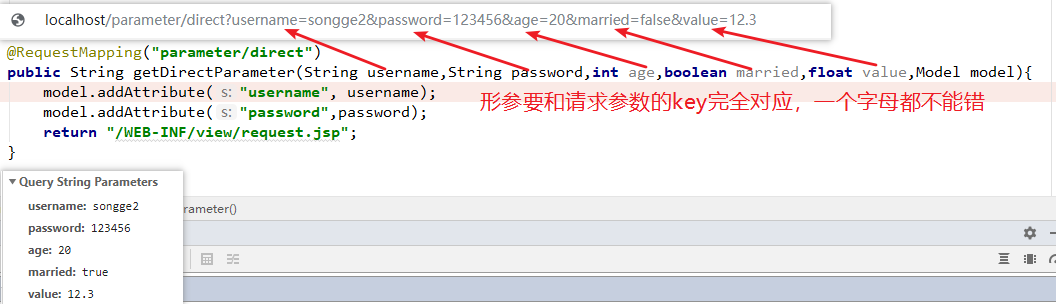 localhost/parameter/direct?username=songge2&password=123456&age=20&married=false&value=12.3
@RequestMapping("parameter/direct")
public String getDirectParameter(String username,String password,int age,boolean married,float value,Model model){
model.addAttribute( s: "username", username);
形参要和请求参数的key完全对应，一个字母都不能错
model.addAttribute( s: "password",password);
return "/WEB-INF/view/request.jsp";
}
Query String Parameters
username: songge2
rameter()
password: 123456
age: 20
married: true
value: 12.3